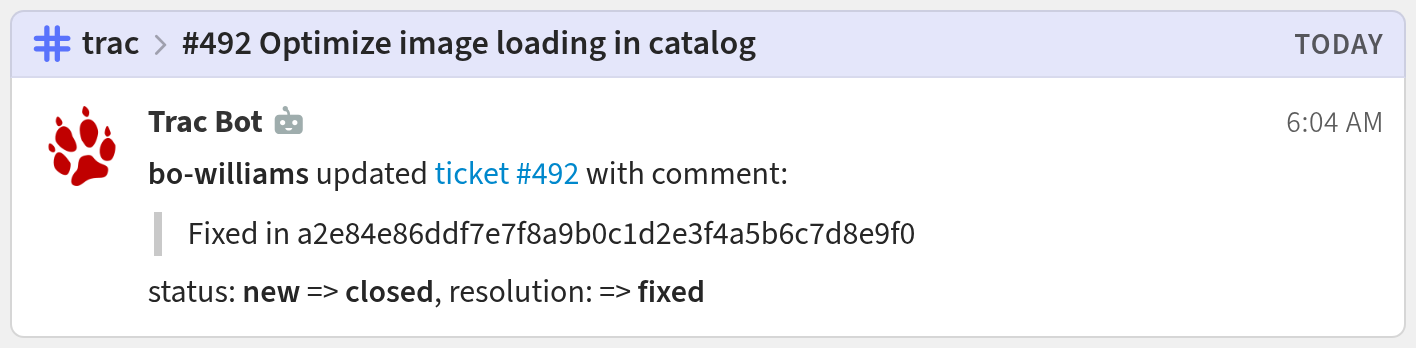 trac > #492 Optimize image loading in catalog TODAY
Trac Bot 6:04 AM
bo-williams updated ticket #492 with comment:
Fixed in a2e84e86ddf7e7f8a9b0c1d2e3f4a5b6c7d8e9f0
status: new => closed, resolution: => fixed